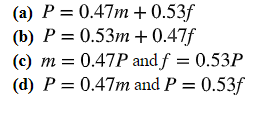 (a) P = 0.47m + 0.53f
(b) P = 0.53m + 0.47f
(c) m = 0.47P and f = 0.53P
(d) P = 0.47m and P = 0.53f